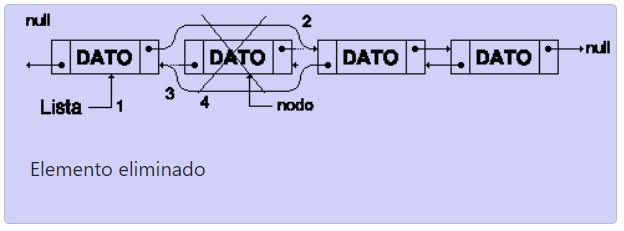 null
2
DATO DATO DATO DATO null
3
4
Lista 1 nodo
Elemento eliminado